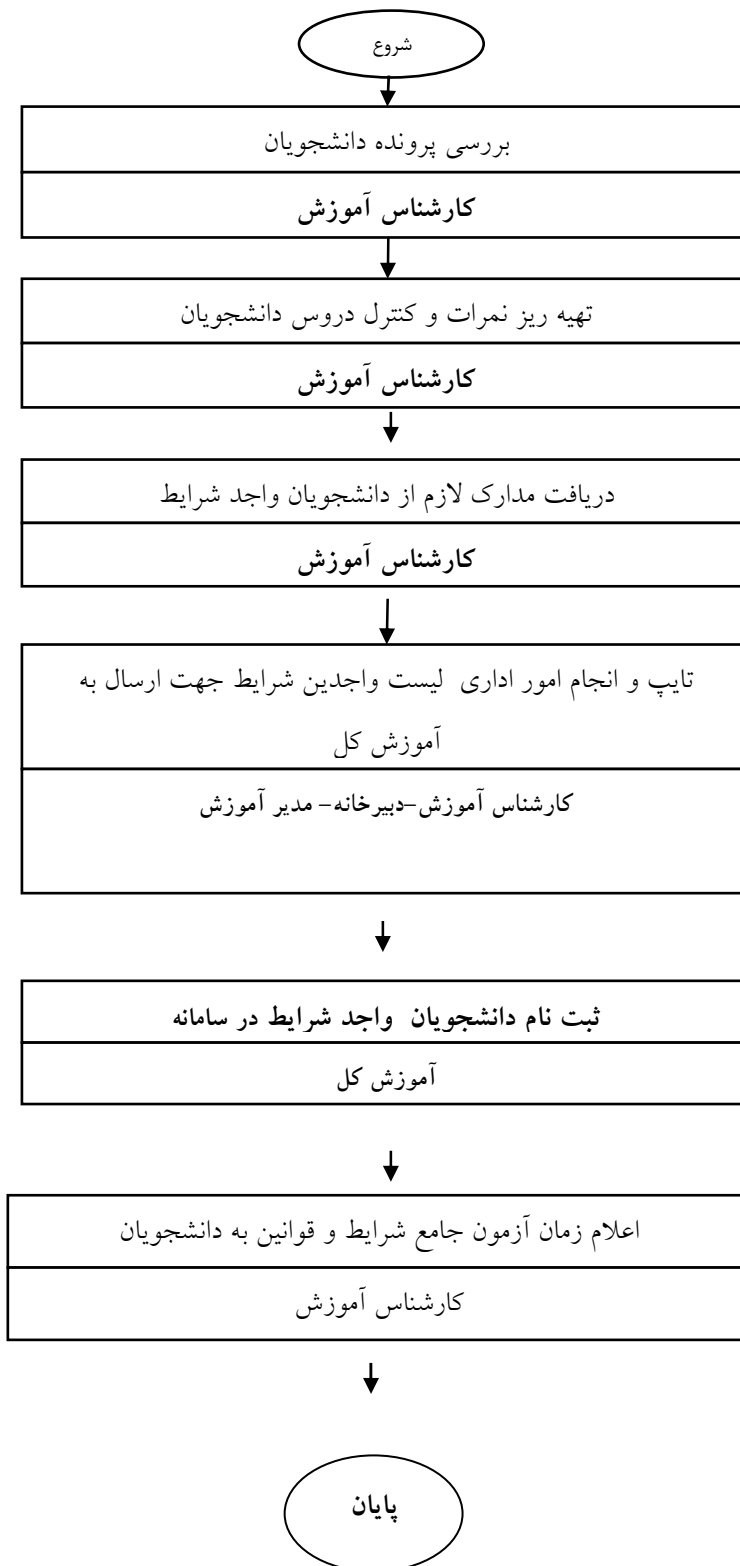 شروع
بررسی پرونده دانشجویان
کارشناس آموزش
تهیه ریز نمرات و کنترل دروس دانشجویان
کارشناس آموزش
دریافت مدارک لازم از دانشجویان واجد شرایط
کارشناس آموزش
تایپ و انجام امور اداری لیست واجدین شرایط جهت ارسال به
آموزش کل
کارشناس آموزش-دبیرخانه- مدیر آموزش
ثبت نام دانشجویان واجد شرایط در سامانه
آموزش کل
اعلام زمان آزمون جامع شرایط و قوانین به دانشجویان
کارشناس آموزش
پایان